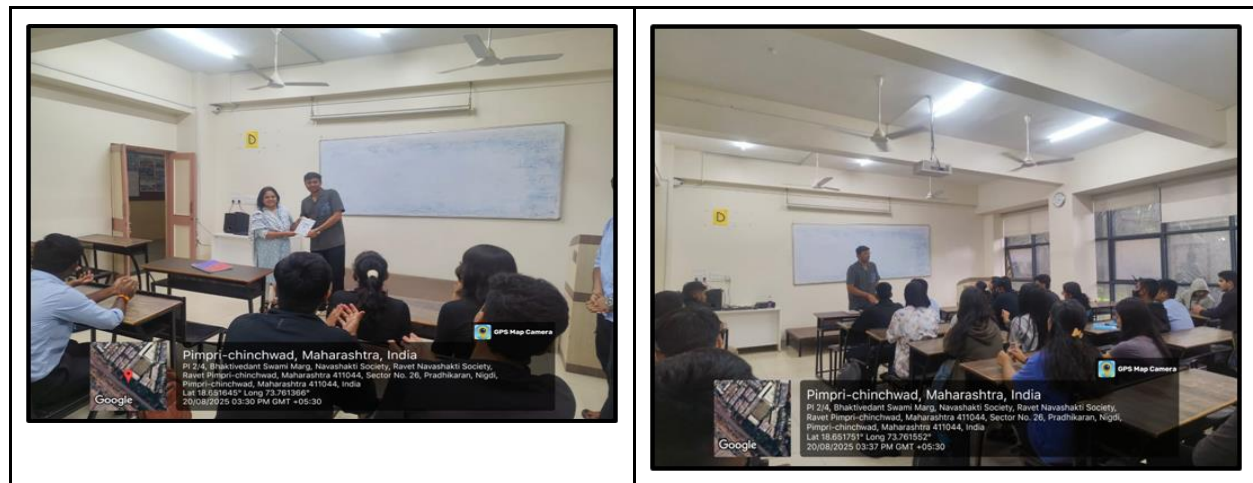 D
GPS Map Camera
Pimpri-chinchwad, Maharashtra, India
Pl 2/4, Bhaktivedant Swami Marg, Navashakti Society, Ravet Navashakti Society,
Ravet Pimpri-chinchwad, Maharashtra 411044, Sector No. 26, Pradhikaran, Nigdi,
Pimpri-chinchwad, Maharashtra 411044, India
Lat 18.651645° Long 73.761366°
20/08/2025 03:30 PM GMT +05:30
Google
D
GPS Map Camera
Pimpri-chinchwad, Maharashtra, India
Pl 2/4, Bhaktivedant Swami Marg, Navashakti Society, Ravet Navashakti Society,
Ravet Pimpri-chinchwad, Maharashtra 411044, Sector No. 26, Pradhikaran, Nigdi,
Pimpri-chinchwad, Maharashtra 411044, India
Lat 18.651751° Long 73.761552°
20/08/2025 03:37 PM GMT +05:30
Google